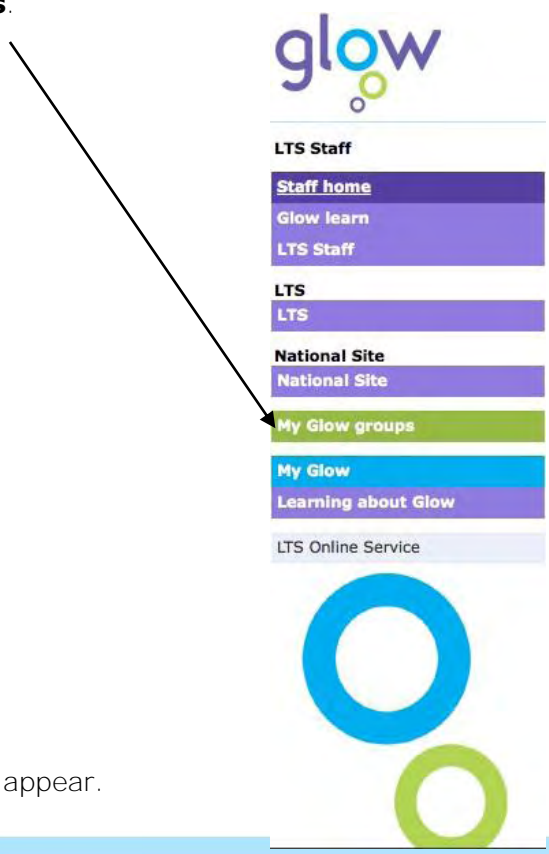 s.
glow
LTS Staff
Staff home
Glow learn
LTS Staff
LTS
LTS
National Site
National Site
My Glow groups
My Glow
Learning about Glow
LTS Online Service
appear.